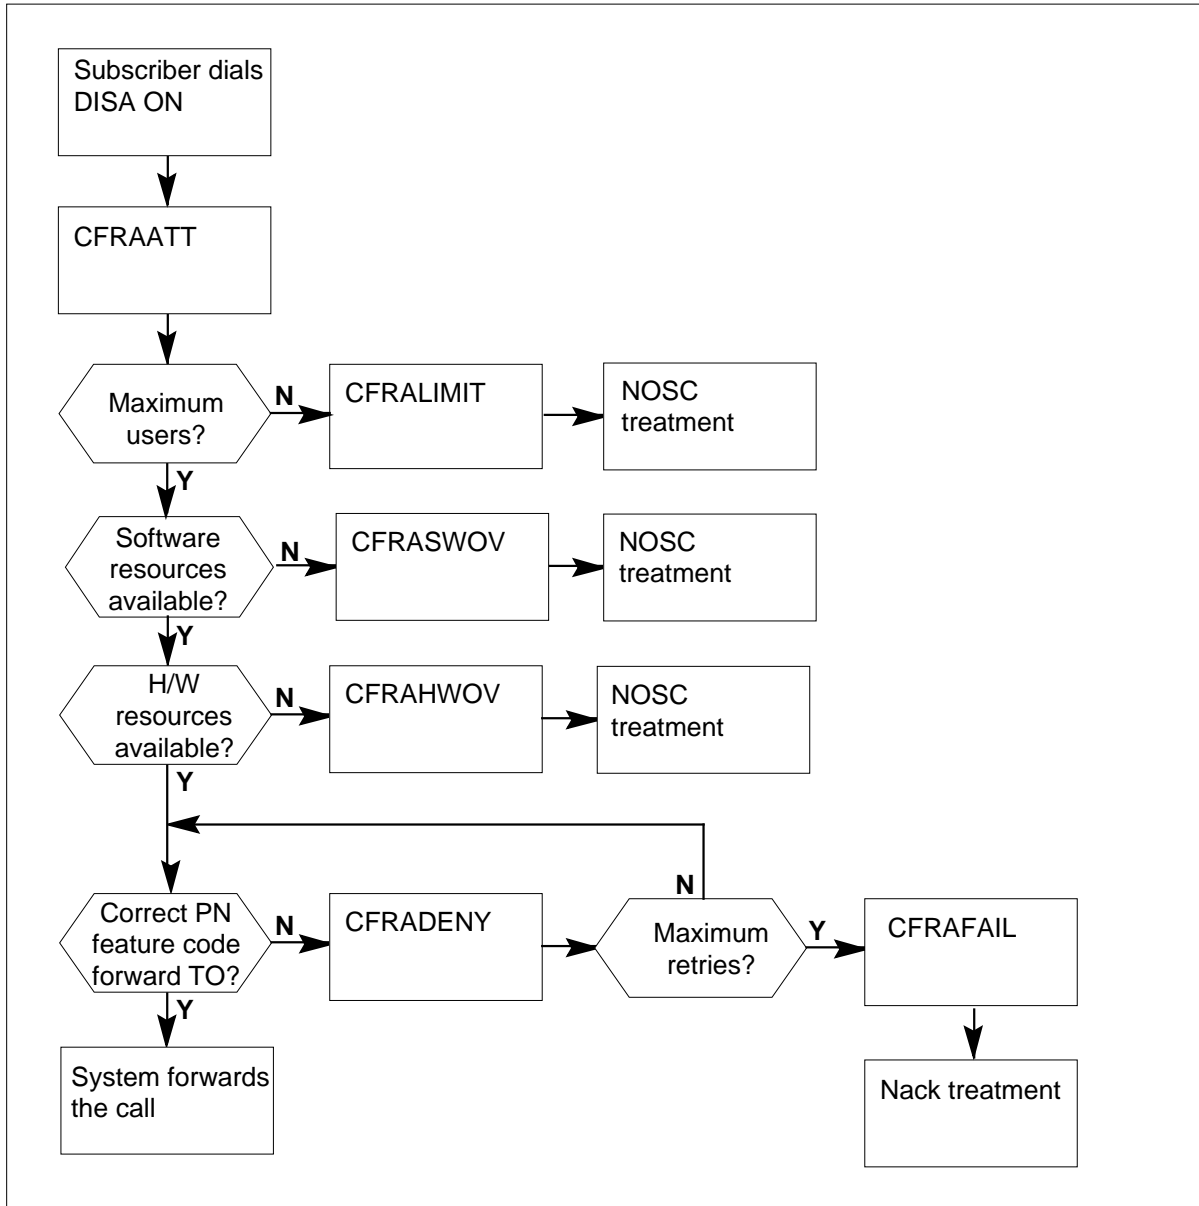 Subscriber dials
DISA ON
CFRAATT
Maximum
users?
N
CFRALIMIT
NOSC
treatment
Y
Software
resources
available?
N
CFRASWOV
NOSC
treatment
Y
H/W
resources
available?
N
CFRAHWOV
NOSC
treatment
Y
Correct PN
feature code
forward TO?
N
CFRADENY
N
Maximum
retries?
Y
CFRAFAIL
Y
System forwards
the call
Nack treatment